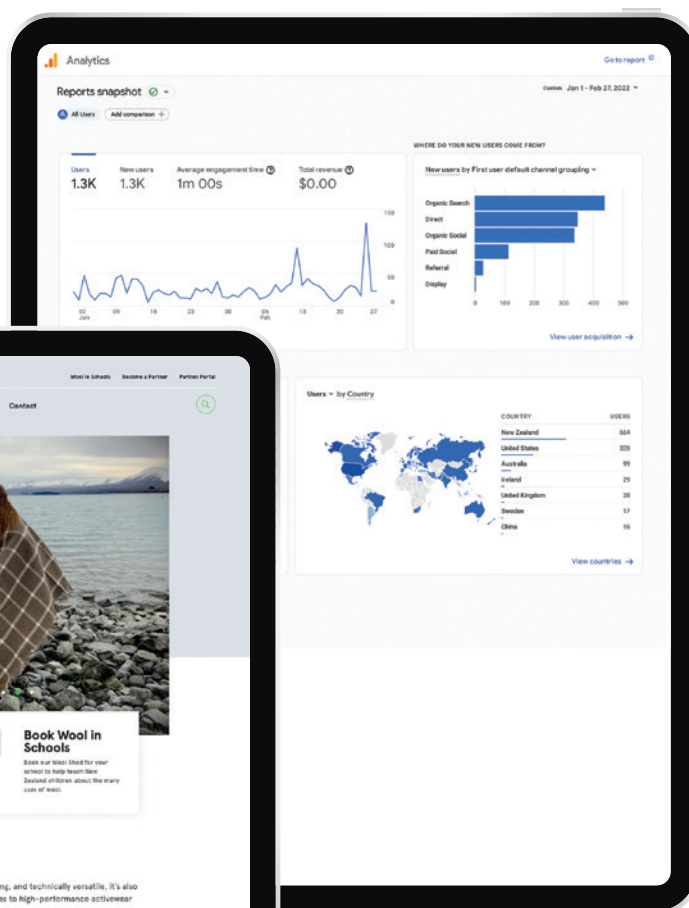 Analytics
Go to report
Reports snapshot
Custom Jan 1 - Feb 27, 2022
A All Users Add comparison +
WHERE DO YOUR NEW USERS COME FROM?
Users
1.3K
New users
1.3K
Average engagement time
1m 00s
Total revenue
$0.00
150
100
50
0
02
Jan
09
16
23
30
06
Feb
13
20
27
New users by First user default channel grouping
Organic Search
Direct
Organic Social
Paid Social
Referral
Display
0 100 200 300 400 500
View user acquisition →
Users by Country
COUNTRY USERS
New Zealand 664
United States 328
Australia 99
Ireland 29
United Kingdom 28
Sweden 17
China 16
View countries →
Wool in Schools Become a Partner Partner Portal
Contact
Book Wool in
Schools
Book our Wool Shed for your
school to help teach New
Zealand children about the many
uses of wool.
ng, and technically versatile, it's also
es to high-performance activewear